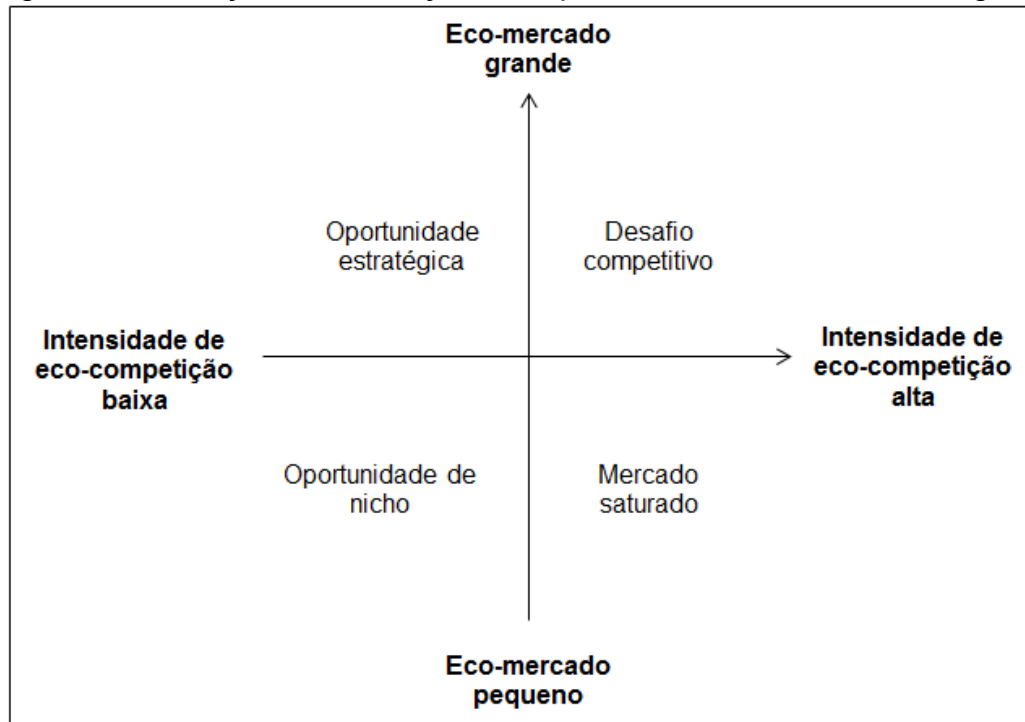 Eco-mercado
grande
Oportunidade
estratégica
Desafio
competitivo
Intensidade de
eco-competição
baixa
Intensidade de
eco-competição
alta
Oportunidade de
nicho
Mercado
saturado
Eco-mercado
pequeno